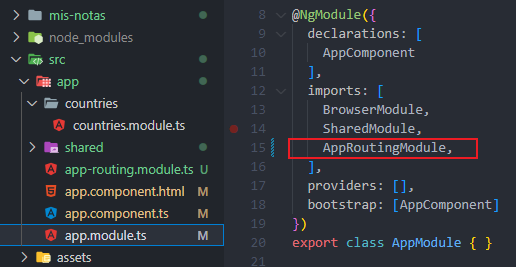 mis-notas
node_modules
src
app
countries
countries.module.ts
shared
app-routing.module.ts U
app.component.html M
app.component.ts M
app.module.ts M
assets
8 @NgModule({
9 declarations: [
10 AppComponent
11 ],
12 imports: [
13 BrowserModule,
14 SharedModule,
15 AppRoutingModule,
16 ],
17 providers: [],
18 bootstrap: [AppComponent]
19 })
20 export class AppModule { }
21